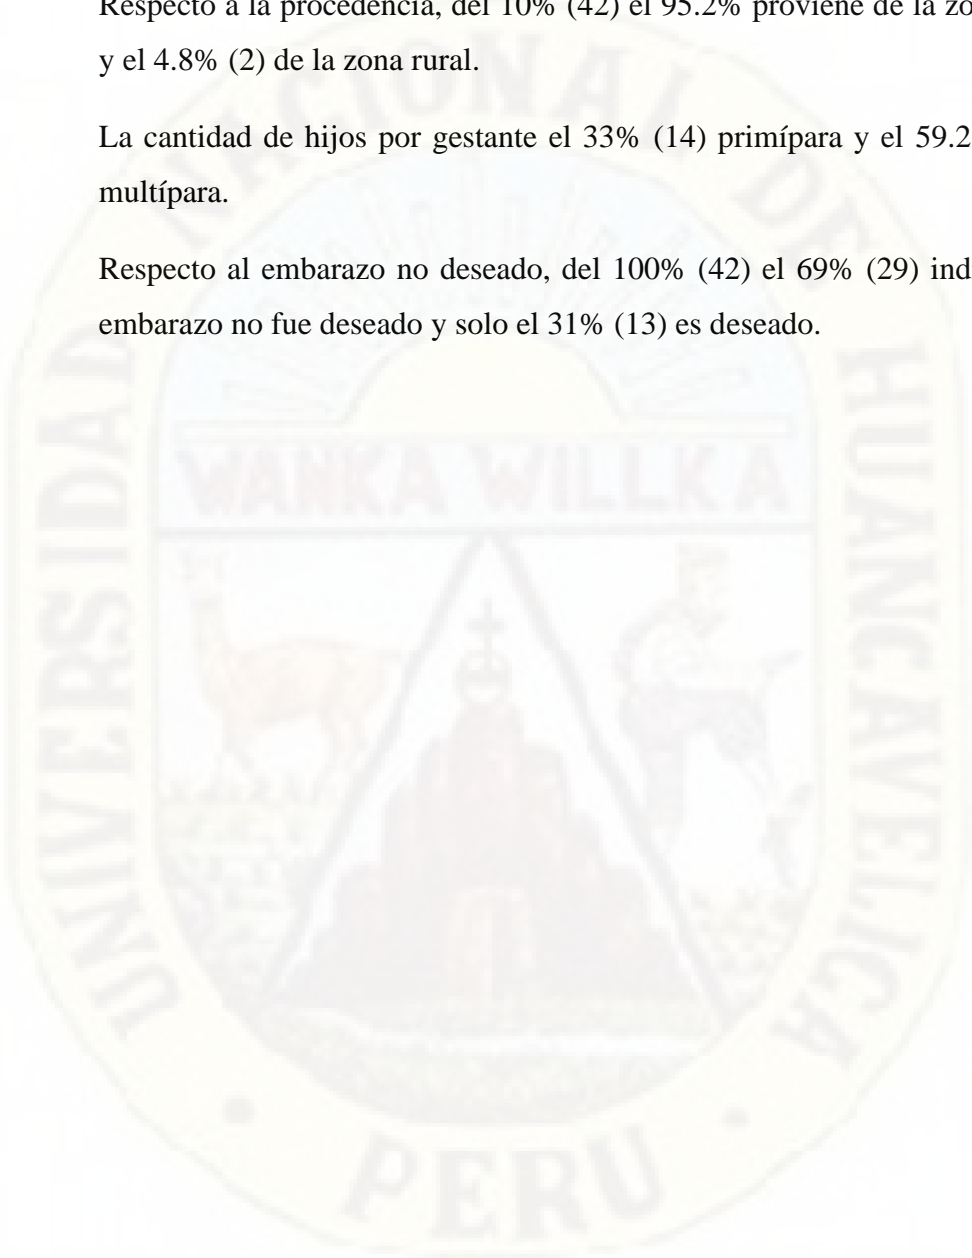 Respecto a la procedencia, del 10% (42) el 95.2% proviene de la
y el 4.8% (2) de la zona rural.
La cantidad de hijos por gestante el 33% (14) primípara y el 59.2
multípara.
Respecto al embarazo no deseado, del 100% (42) el 69% (29)
embarazo no fue deseado y solo el 31% (13) es deseado.
UNIVERSIDAD NACIONAL DE HUANCAVELICA
WANKA WILLKA
PERU